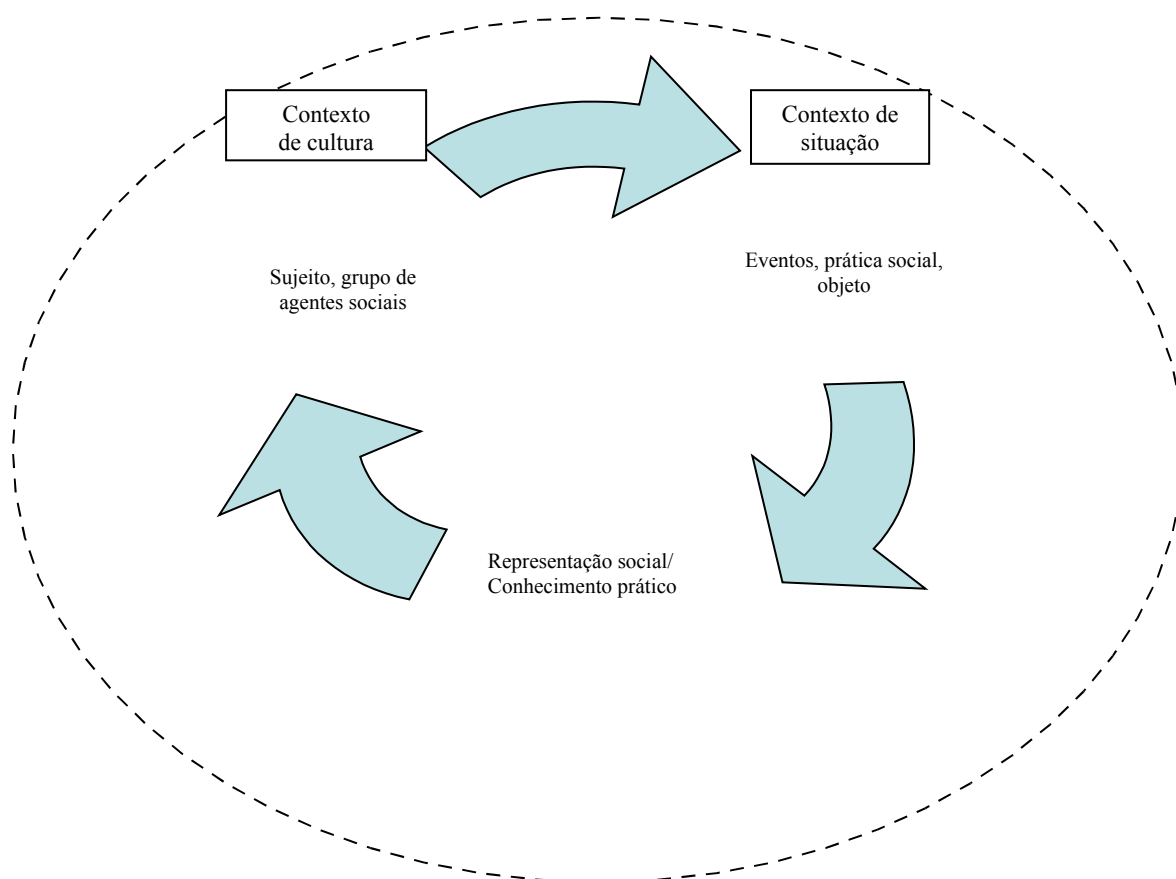 Contexto
de cultura
Contexto de
situação
Sujeito, grupo de
agentes sociais
Eventos, prática social,
objeto
Representação social/
Conhecimento prático